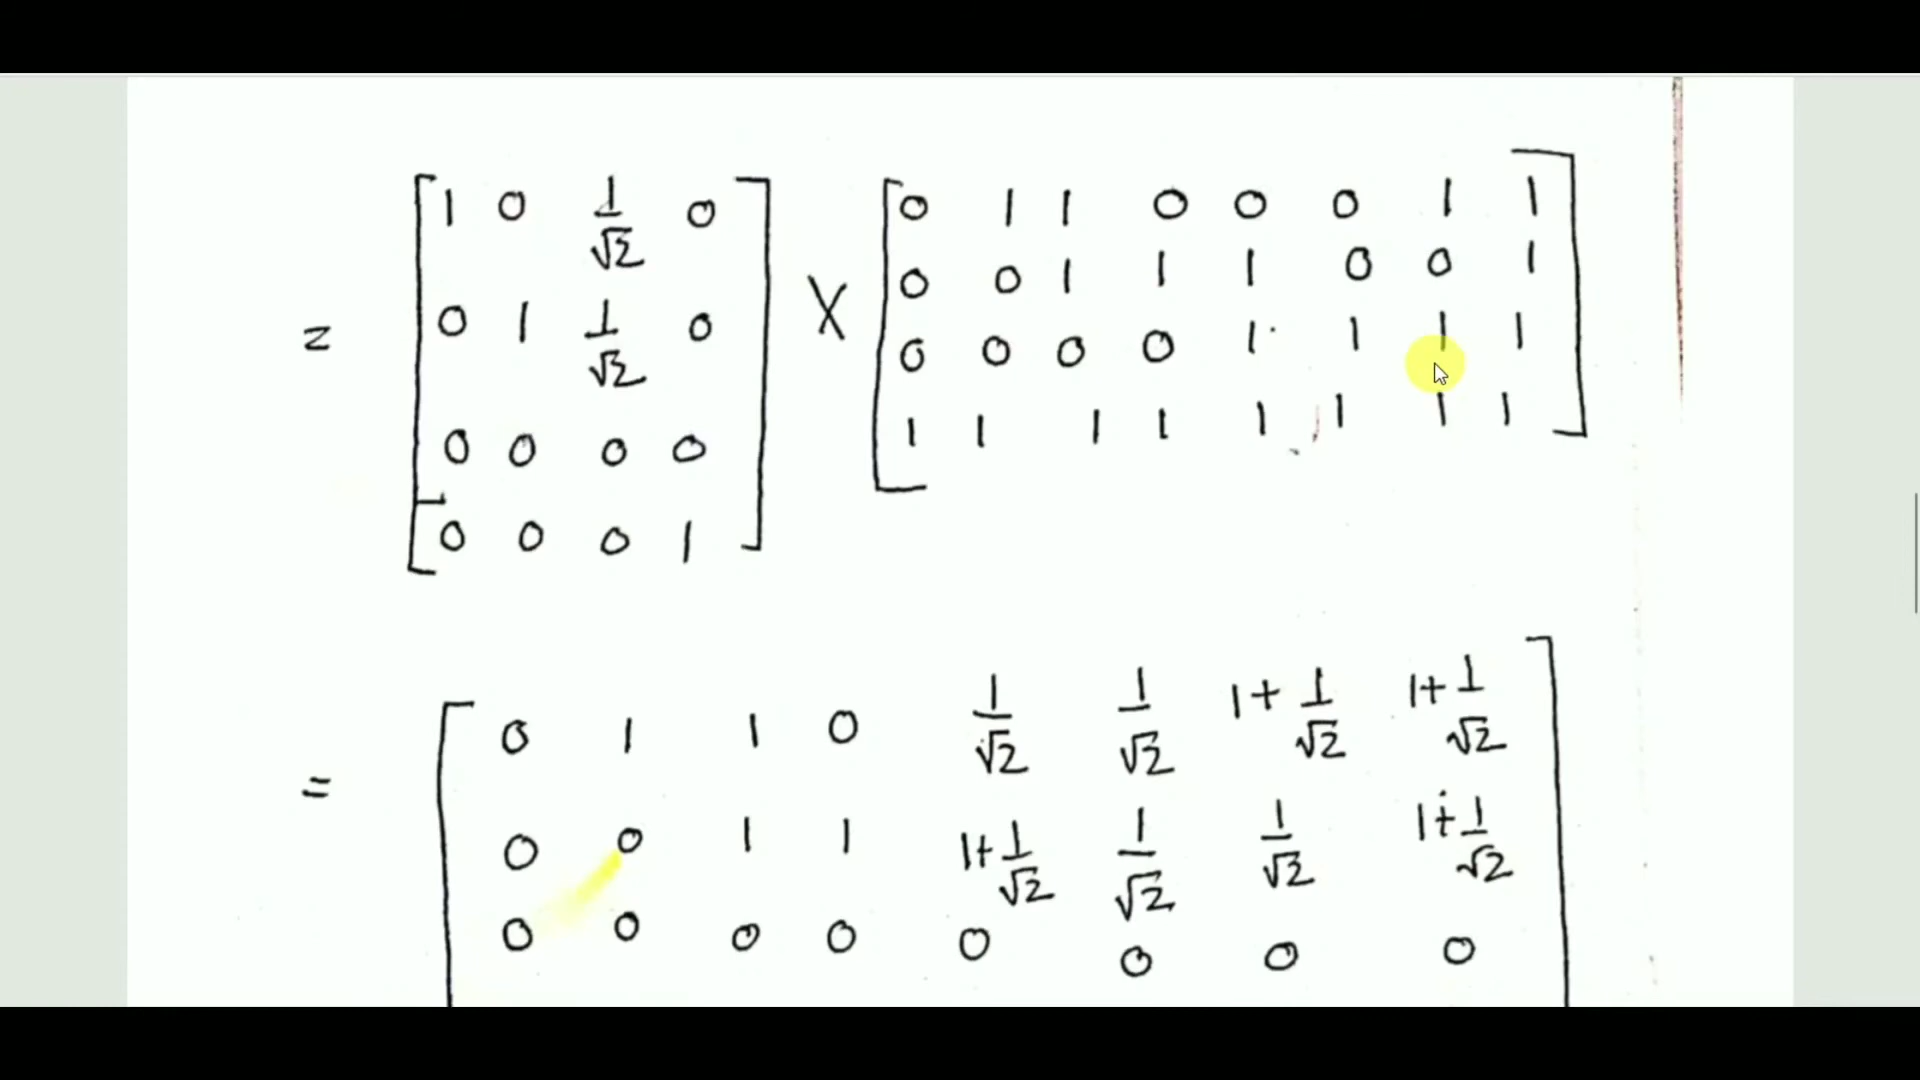 = [ 1 0 1/√2 0 ] X [ 0 1 1 0 0 0 1 1 ]
0 1 1/√2 0 0 0 1 1 1 0 0 1
0 0 0 0 0 0 0 0 1 1 1 1
0 0 0 1 1 1 1 1 1 1 1 1
= [ 0 1 1 0 1/√2 1/√2 1+1/√2 1+1/√2 ]
0 0 1 1 1+1/√2 1/√2 1/√2 1+1/√2
0 0 0 0 0 0 0 0